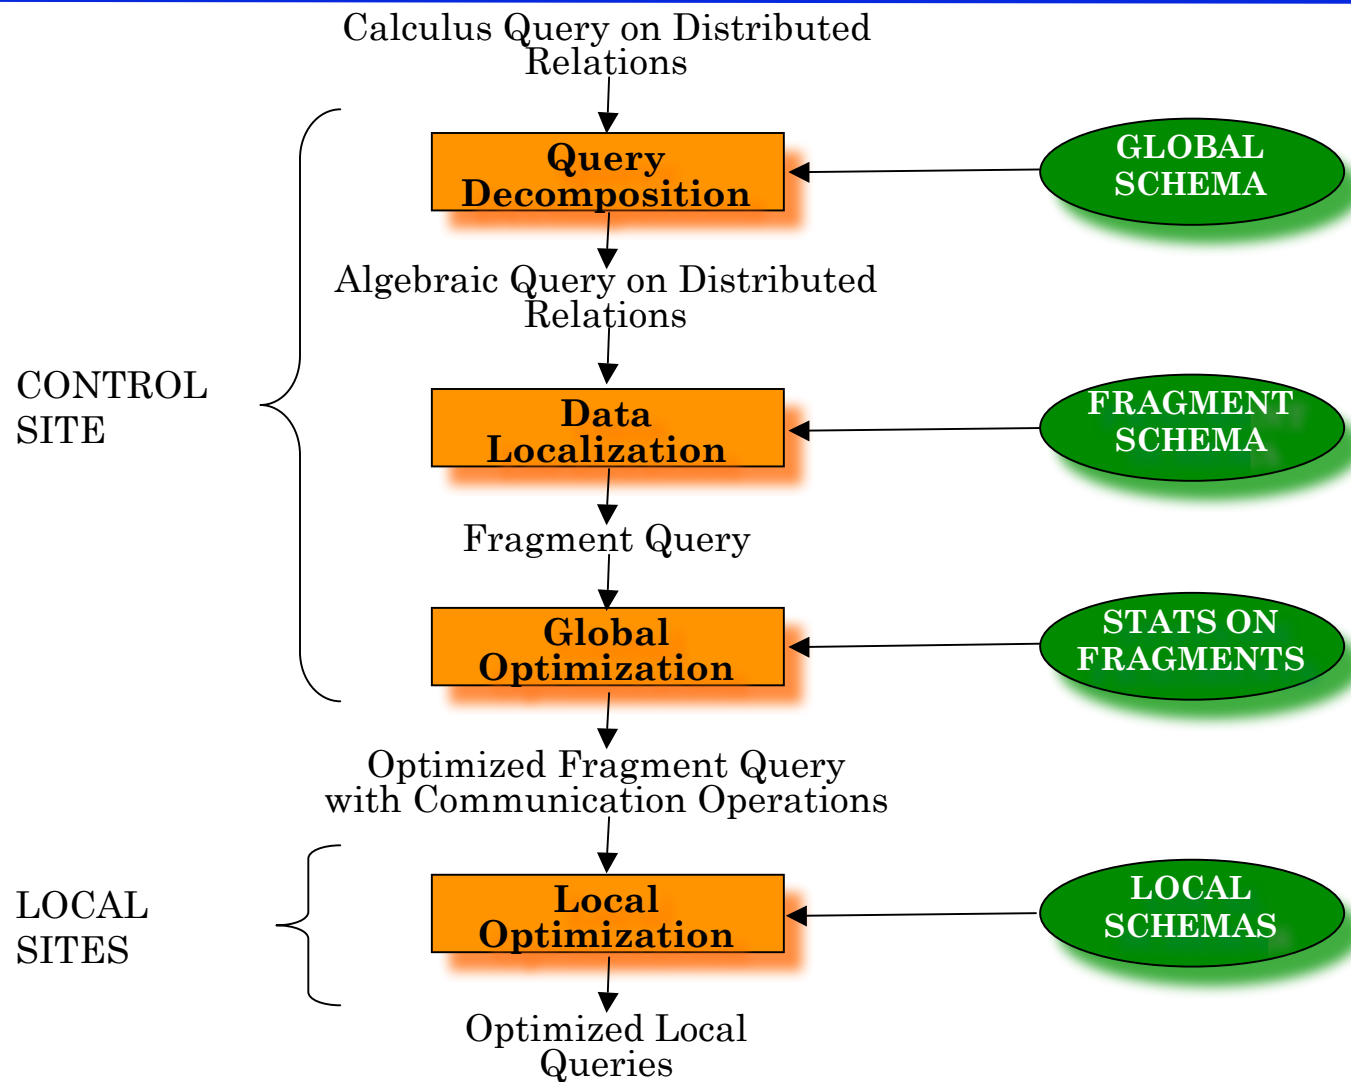 Calculus Query on Distributed
Relations
Query
Decomposition
GLOBAL
SCHEMA
Algebraic Query on Distributed
Relations
CONTROL
SITE
Data
Localization
FRAGMENT
SCHEMA
Fragment Query
Global
Optimization
STATS ON
FRAGMENTS
Optimized Fragment Query
with Communication Operations
LOCAL
SITES
Local
Optimization
LOCAL
SCHEMAS
Optimized Local
Queries